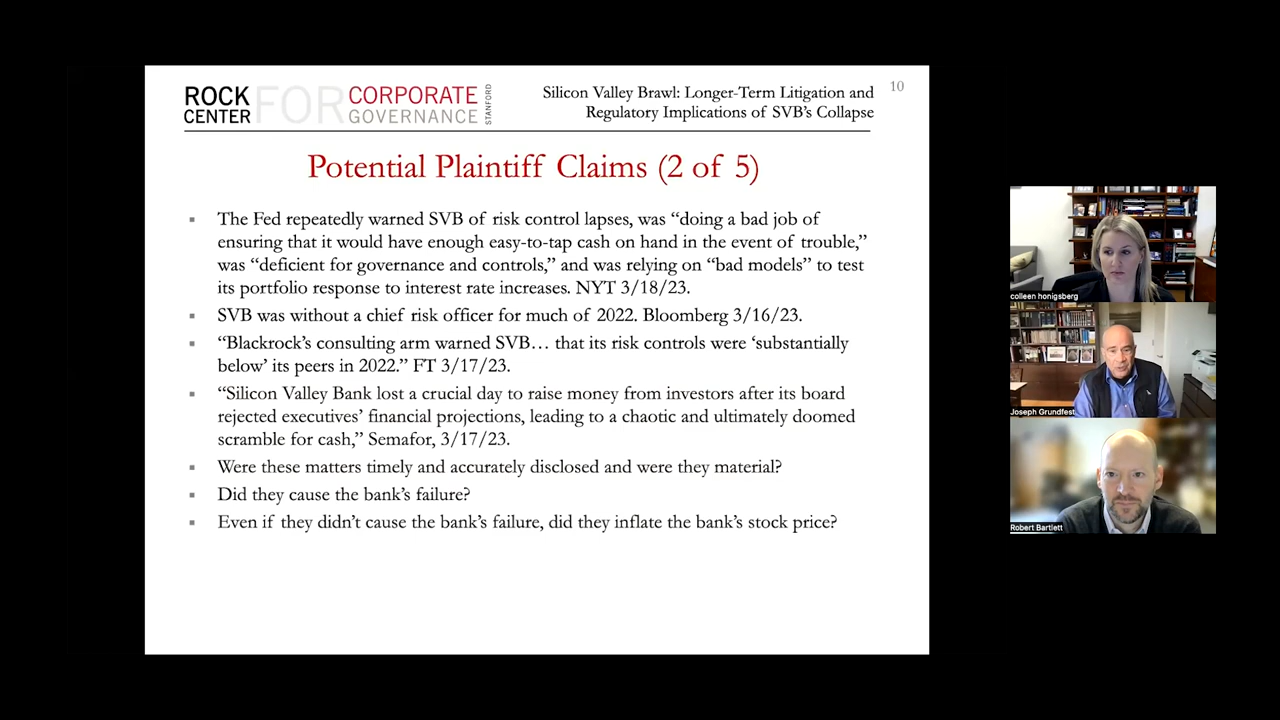 ROCK
CENTER
FOR
CORPORATE
GOVERNANCE
STANFORD
Silicon Valley Brawl: Longer-Term Litigation and
Regulatory Implications of SVB's Collapse
10
Potential Plaintiff Claims (2 of 5)
▪ The Fed repeatedly warned SVB of risk control lapses, was “doing a bad job of
ensuring that it would have enough easy-to-tap cash on hand in the event of trouble,”
was “deficient for governance and controls,” and was relying on “bad models” to test
its portfolio response to interest rate increases. NYT 3/18/23.
▪ SVB was without a chief risk officer for much of 2022. Bloomberg 3/16/23.
▪ “Blackrock’s consulting arm warned SVB… that its risk controls were ‘substantially
below’ its peers in 2022.” FT 3/17/23.
▪ “Silicon Valley Bank lost a crucial day to raise money from investors after its board
rejected executives’ financial projections, leading to a chaotic and ultimately doomed
scramble for cash,” Semafor, 3/17/23.
▪ Were these matters timely and accurately disclosed and were they material?
▪ Did they cause the bank’s failure?
▪ Even if they didn’t cause the bank’s failure, did they inflate the bank’s stock price?
colleen honigsberg
Joseph Grundfest
Robert Bartlett